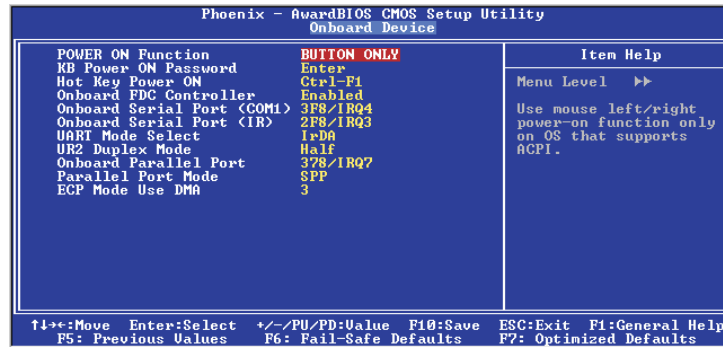 Phoenix - AwardBIOS CMOS Setup Utility
Onboard Device
POWER ON Function BUTTON ONLY
KB Power ON Password Enter
Hot Key Power ON Ctrl-F1
Onboard FDC Controller Enabled
Onboard Serial Port (COM1) 3F8/IRQ4
Onboard Serial Port (IR) 2F8/IRQ3
UART Mode Select IrDA
UR2 Duplex Mode Half
Onboard Parallel Port 378/IRQ7
Parallel Port Mode SPP
ECP Mode Use DMA 3
Item Help
Menu Level ▶▶
Use mouse left/right
power-on function only
on OS that supports
ACPI.
↑↓→←:Move Enter:Select +/-/PU/PD:Value F10:Save ESC:Exit F1:General Help
F5: Previous Values F6: Fail-Safe Defaults F7: Optimized Defaults